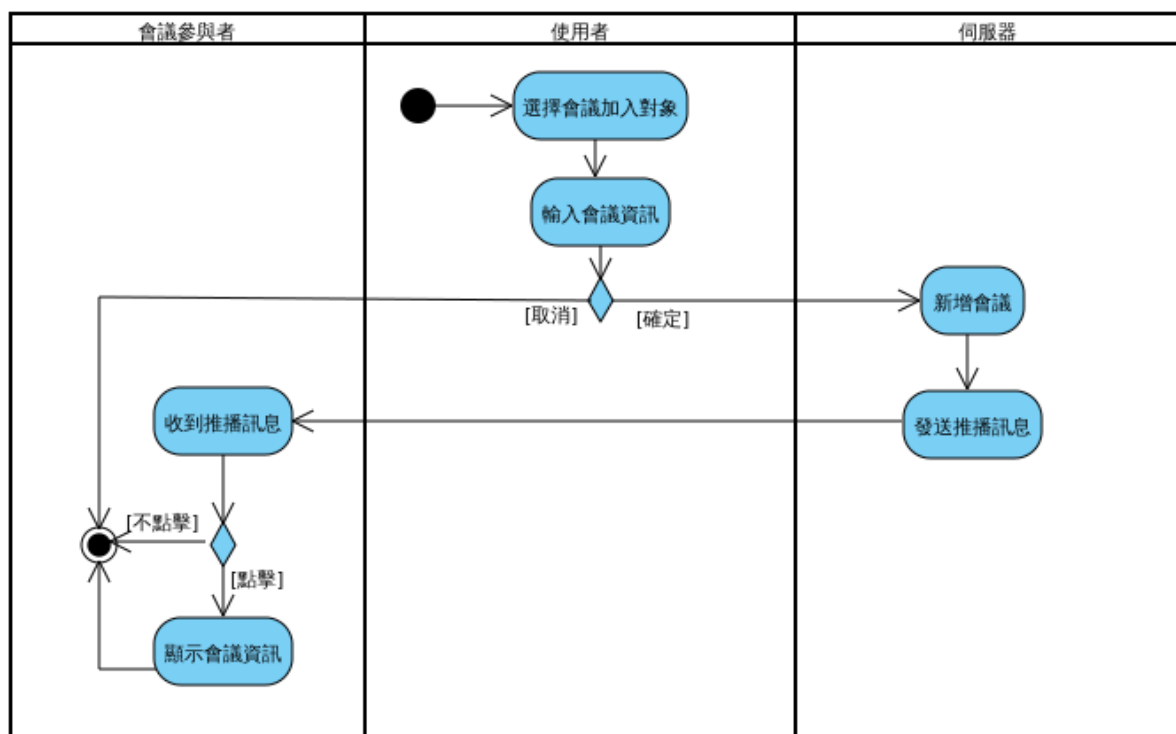 會議參與者
使用者
伺服器
選擇會議加入對象
輸入會議資訊
[取消]
[確定]
新增會議
收到推播訊息
發送推播訊息
[不點擊]
[點擊]
顯示會議資訊